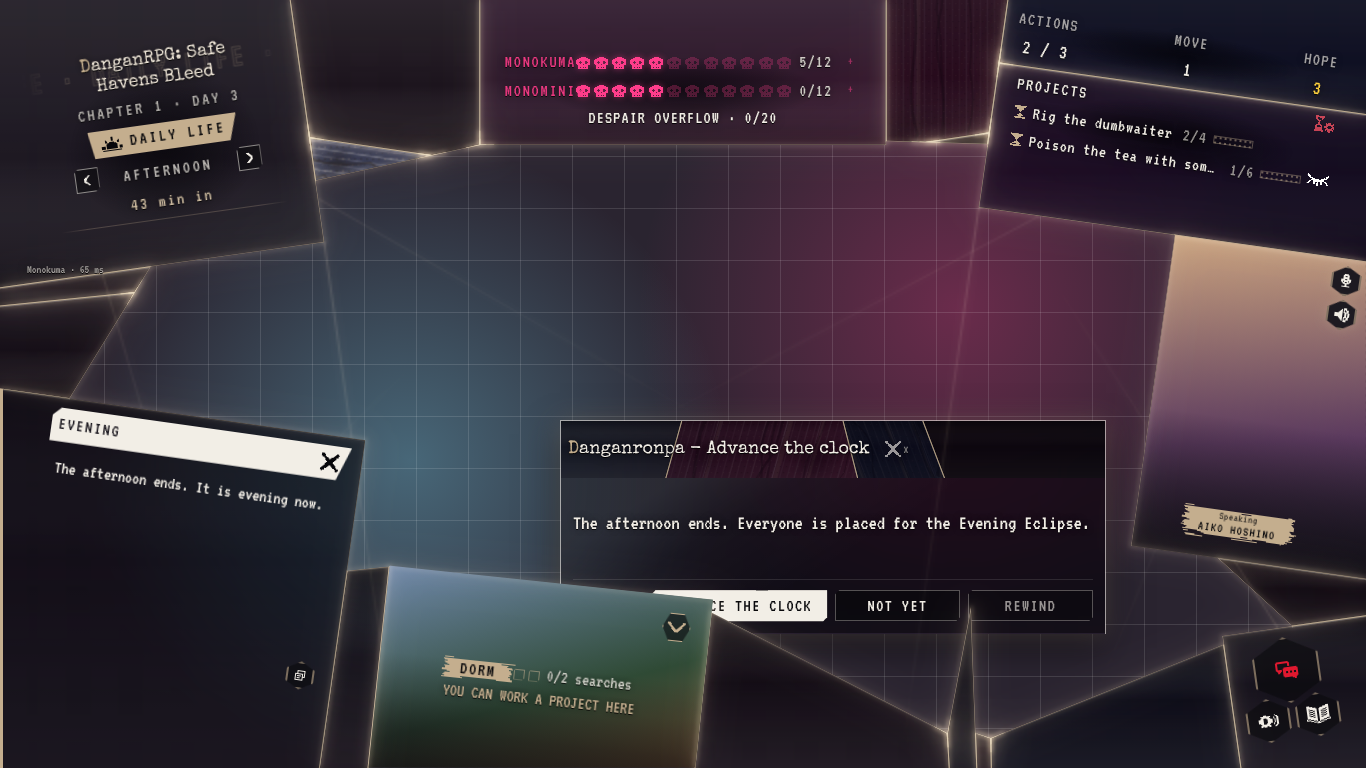 DanganRPG: Safe
Havens Bleed
CHAPTER 1 · DAY 3
DAILY LIFE
AFTERNOON
43 min in
Monokuma · 65 ms
MONOKUMA 5/12
MONOMINI 0/12
DESPAIR OVERFLOW · 0/20
ACTIONS
2 / 3
MOVE
1
HOPE
3
PROJECTS
Rig the dumbwaiter 2/4
Poison the tea with som… 1/6
Speaking
AIKO HOSHINO
EVENING
The afternoon ends. It is evening now.
Danganronpa – Advance the clock
The afternoon ends. Everyone is placed for the Evening Eclipse.
CE THE CLOCK
NOT YET
REWIND
DORM 0/2 searches
YOU CAN WORK A PROJECT HERE